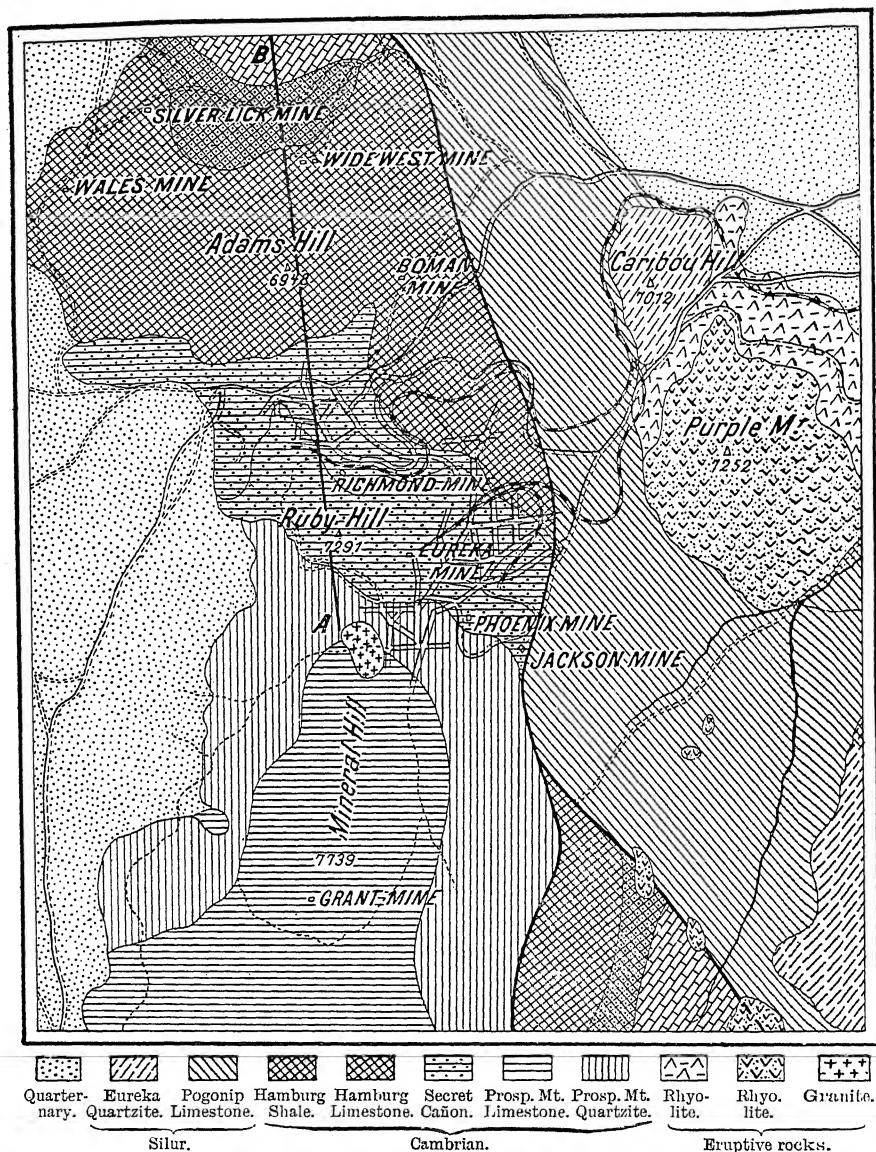 B
SILVER LICK MINE
WIDEWEST MINE
WALES MINE
Adams Hill
BOMAN
MINE
Caribou Hill
7012
Purple Mt
7252
RICHMOND MINE
Ruby Hill
7291
EUREKA
MINE
A
PHOENIX MINE
JACKSON MINE
Mineral Hill
7739
GRANT MINE
Quarter- Eureka Pogonip Hamburg Hamburg Secret Prosp. Mt. Prosp. Mt. Rhyo- Rhyo. Granite.
nary. Quartzite. Limestone. Shale. Limestone. Cañon. Limestone. Quartzite. lite. lite.
Silur. Cambrian. Eruptive rocks.